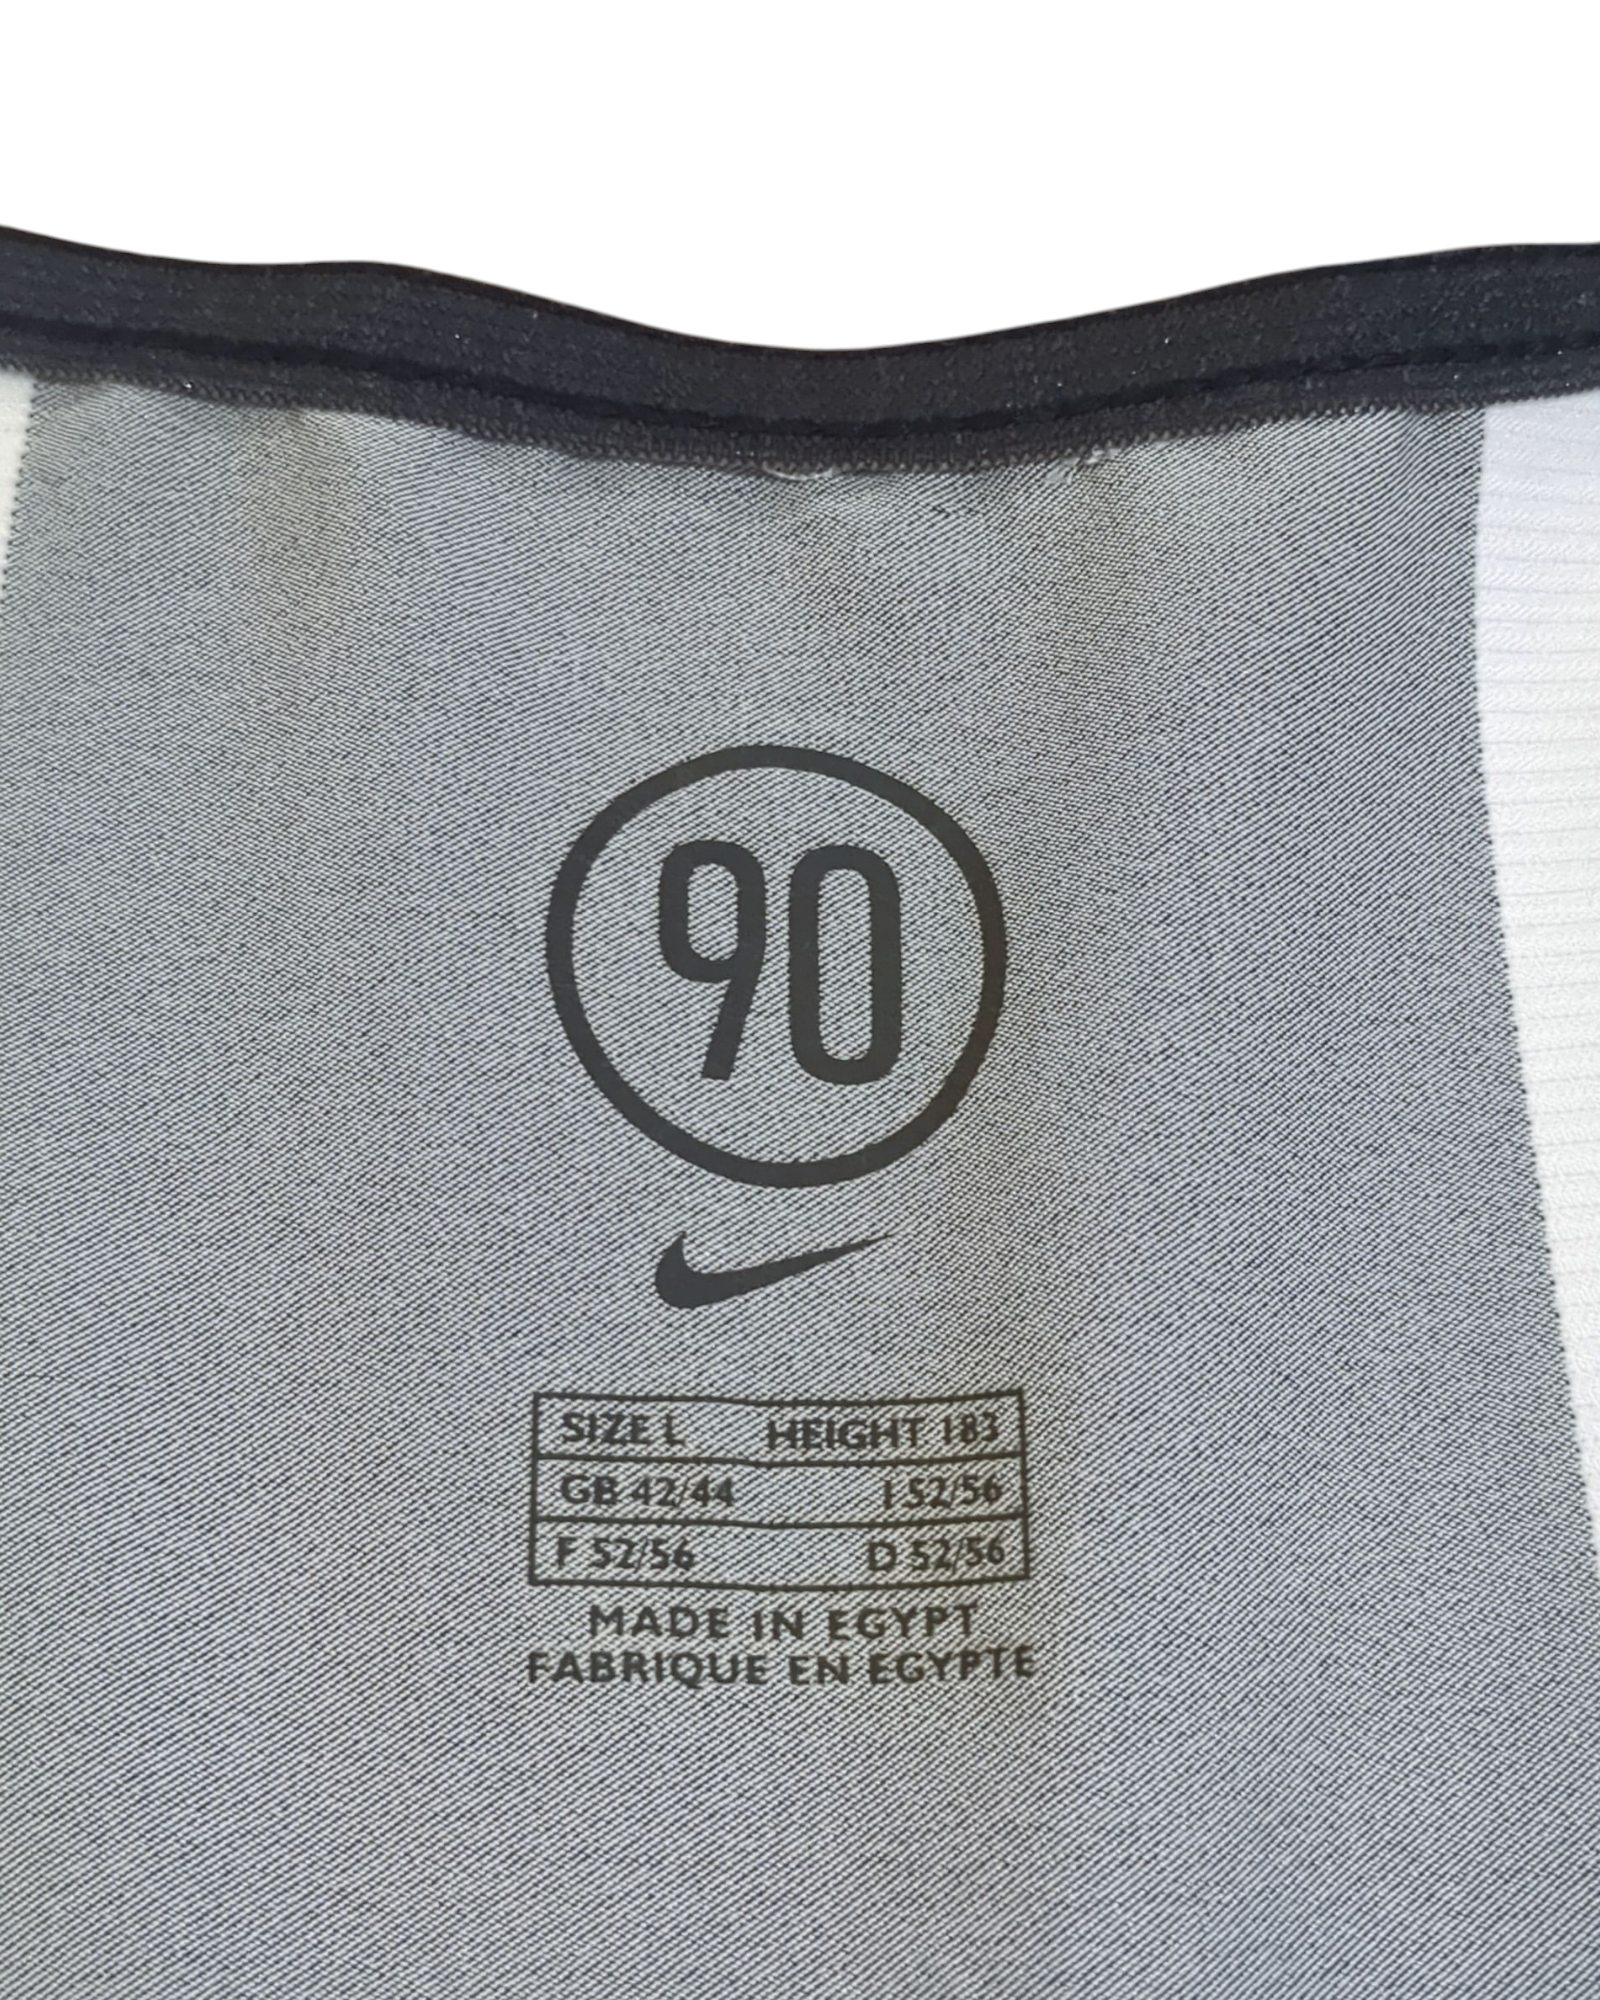 90
SIZE L HEIGHT 183
GB 42/44 I 52/56
F 52/56 D 52/56
MADE IN EGYPT
FABRIQUE EN EGYPTE